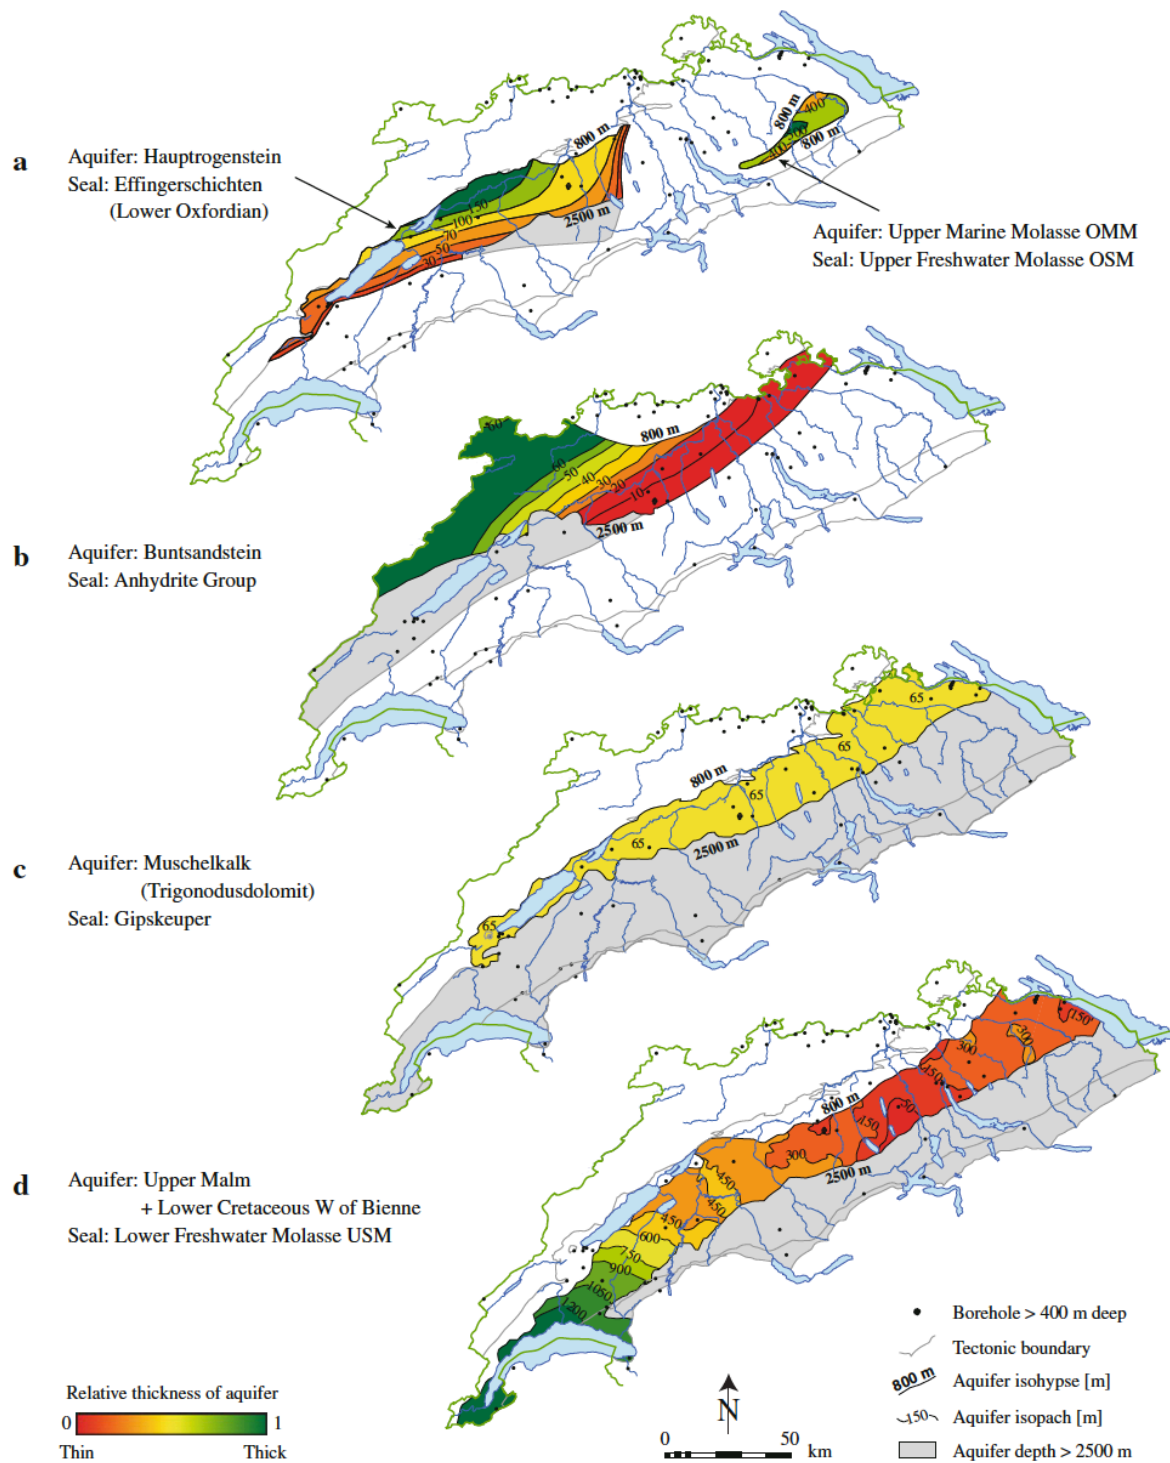 a
Aquifer: Hauptrogenstein
Seal: Effingerschichten
(Lower Oxfordian)
800 m
150
100
70
50
30
2500 m
800 m
400
800 m
Aquifer: Upper Marine Molasse OMM
Seal: Upper Freshwater Molasse OSM
b
Aquifer: Buntsandstein
Seal: Anhydrite Group
60
800 m
60
50
40
30
20
10
2500 m
c
Aquifer: Muschelkalk
(Trigonodusdolomit)
Seal: Gipskeuper
65
65
800 m
65
65
2500 m
65
d
Aquifer: Upper Malm
+ Lower Cretaceous W of Bienne
Seal: Lower Freshwater Molasse USM
150
300
300
150
800 m
50
150
300
2500 m
450
450
450
600
750
900
1050
1200
Relative thickness of aquifer
0 1
Thin Thick
N
0 50
km
Borehole > 400 m deep
Tectonic boundary
800 m Aquifer isohypse [m]
150 Aquifer isopach [m]
Aquifer depth > 2500 m